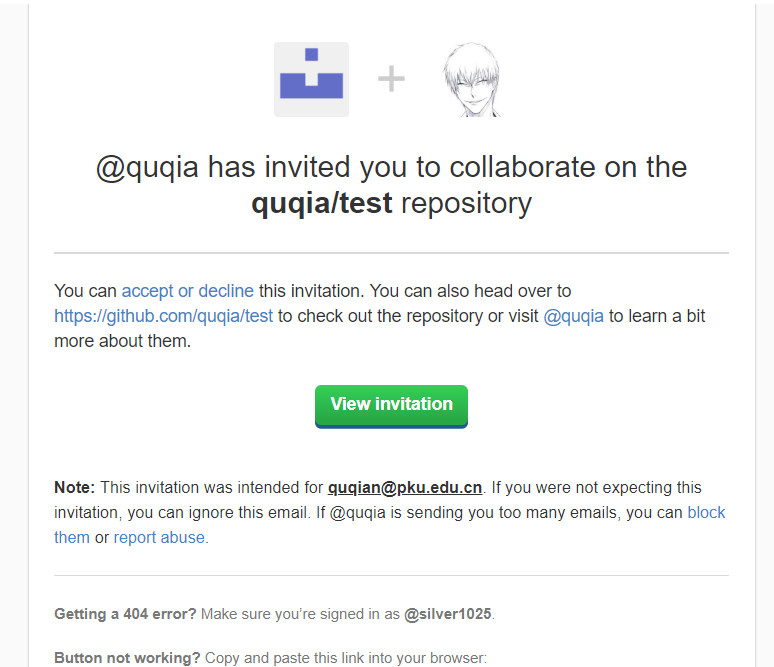 @quqia has invited you to collaborate on the
quqia/test repository
You can accept or decline this invitation. You can also head over to
https://github.com/quqia/test to check out the repository or visit @quqia to learn a bit
more about them.
View invitation
Note: This invitation was intended for quqian@pku.edu.cn. If you were not expecting this
invitation, you can ignore this email. If @quqia is sending you too many emails, you can block
them or report abuse.
Getting a 404 error? Make sure you’re signed in as @silver1025.
Button not working? Copy and paste this link into your browser: